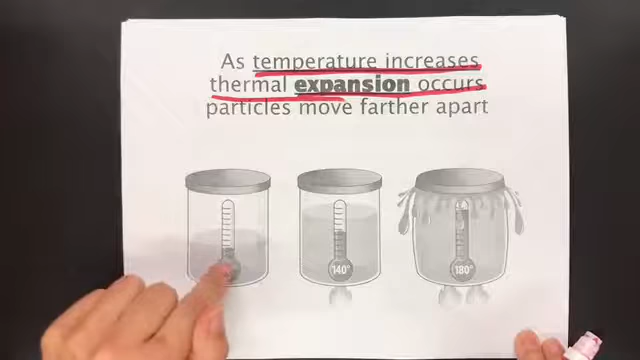 As temperature increases
thermal expansion occurs
particles move farther apart
140°
180°